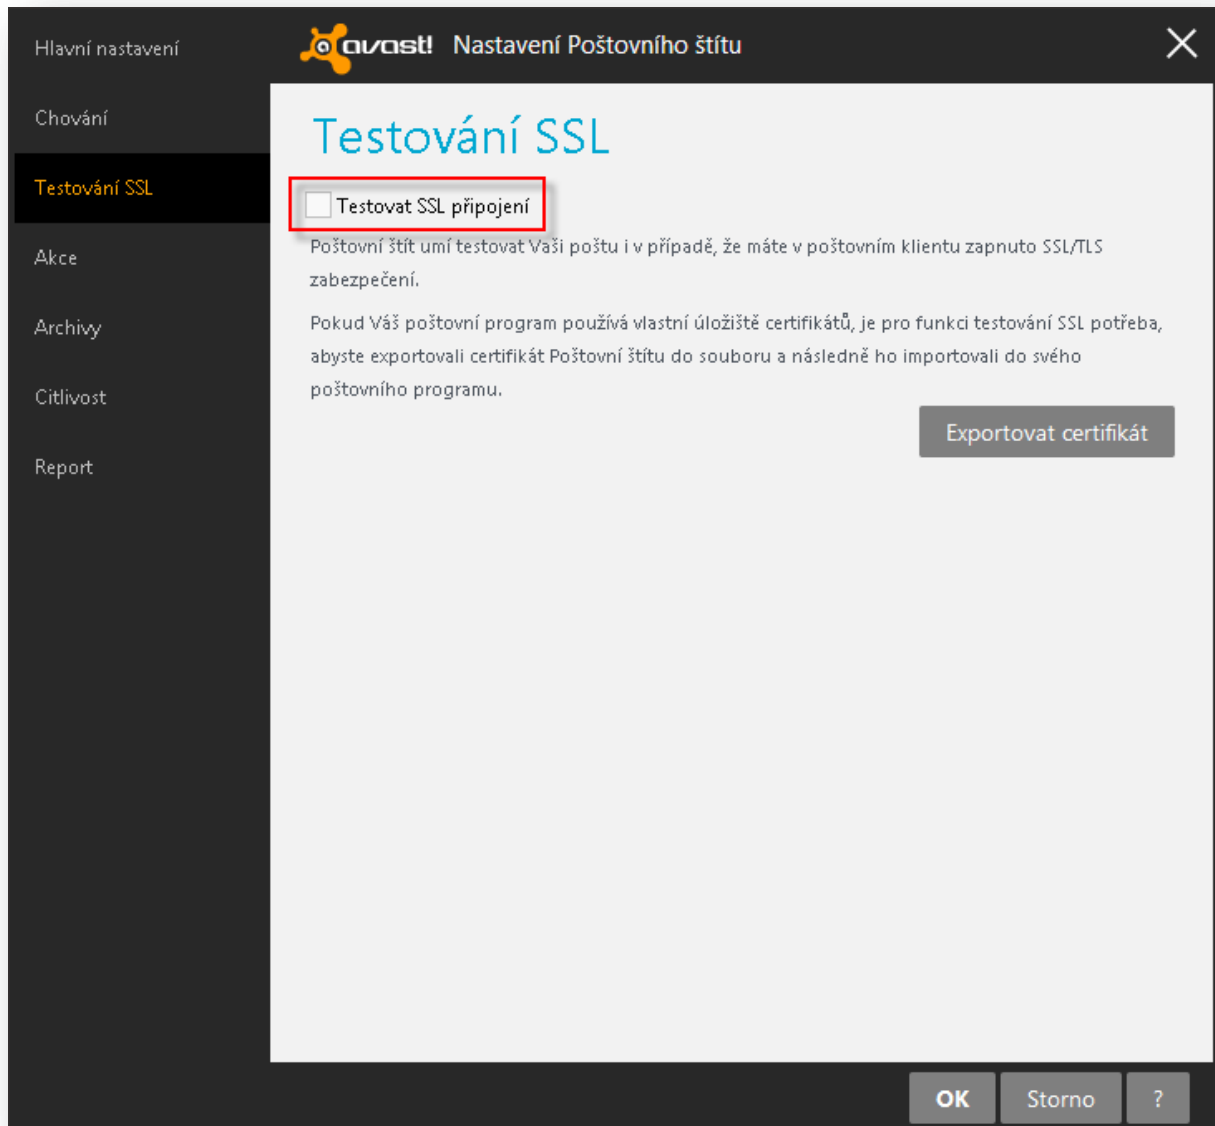 Hlavní nastavení
Chování
Testování SSL
Akce
Archivy
Citlivost
Report
avast! Nastavení Poštovního štítu
Testování SSL
Testovat SSL připojení
Poštovní štít umí testovat Vaši poštu i v případě, že máte v poštovním klientu zapnuto SSL/TLS
zabezpečení.
Pokud Váš poštovní program používá vlastní úložiště certifikátů, je pro funkci testování SSL potřeba,
abyste exportovali certifikát Poštovní štítu do souboru a následně ho importovali do svého
poštovního programu.
Exportovat certifikát
OK Storno ?